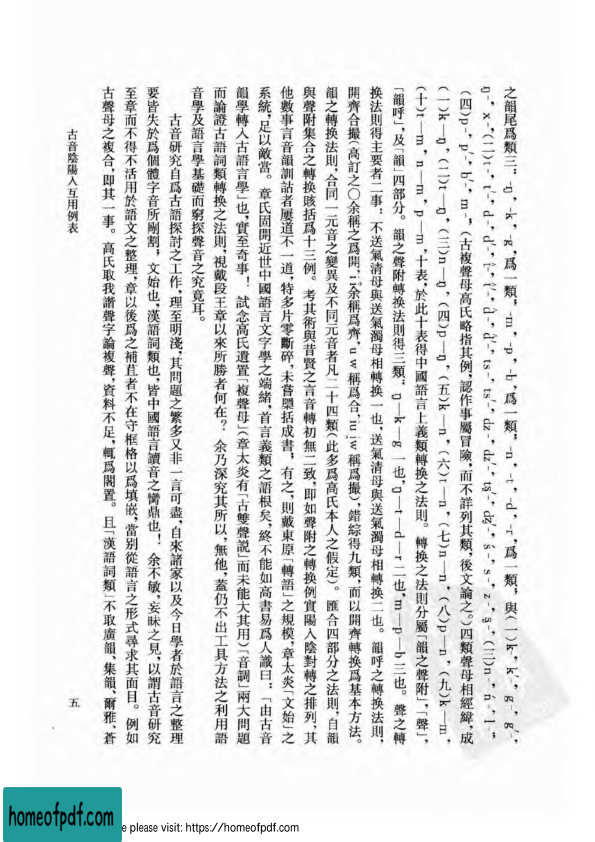 之韻尾爲類三：-ŋ, -k, -g, 爲一類，-m, -p, -b, 爲一類，-n, -t, -d, -r, 爲一類，與（一）k-, k‘-, g-, g‘-,
ŋ-, x-,
（四）p-, p‘-, b‘-, m-,（古複聲母高氏略指其例，認作事屬冒險，而不詳列其類，後文論之。）四類聲母相經緯，成
（一）k—ŋ,（二）t—ŋ,（三）n—ŋ,（四）p—ŋ,（五）k—n,（六）t—n,（七）n—n,（八）p—n,（九）k—m,
（十）t—m, n—m, p—m, 十表，於此十表得中國語言上義類轉換之法則。轉換之法則分屬「韻之聲附」，「聲」，
「韻呼」，及「韻」四部分。韻之聲附轉換法則得三類：ŋ—k—g 一也，n—t—d—r 二也，m—p—b 三也。聲之轉
換法則得主要者二事：不送氣清母與送氣濁母相轉換一也，送氣清母與送氣濁母相轉換二也。韻呼之轉換法則，
開齊合撮（高訂之〇余稱之爲開，i 余稱爲齊，u w 稱爲合，iu iw 稱爲撮），錯綜得九類，而以開齊轉換爲基本方法。
韻之轉換法則，合同一元音之變異及不同元音者凡二十四類（此多爲高氏本人之假定）。匯合四部分之法則，自韻
與聲附集合之轉換賅括爲十三例。考其術與昔賢之言音轉初無二致，即如聲附之轉換例實陽入陰對轉之排列，其
他數事言音韻訓詁者屢道不一道，特多片零斷碎，未嘗㮣括成書，有之，則戴東原「轉語」之規模，章太炎「文始」之
系統，足以敵當。章氏固開近世中國語言文字學之端緒，首言義類之語根矣，終不能如高書易爲人識曰：「由古音
韻學轉入古語言學」也，實至奇事！試念高氏遺置「複聲母」（章太炎有「古雙聲說」而未能大其用）「音調」兩大問題
而論證古語詞類轉換之法則，視戴段王章以來所勝者何在？余乃深究其所以，無他，蓋仍不出工具方法之利用語
音學及語言學基礎而窮探聲音之究竟耳。
古音研究自爲古語探討之工作，理至明淺，其問題之繁多又非一言可盡，自來諸家以及今日學者於語言之整理
要皆失於爲個體字音所剛割，文始也，漢語詞類也，皆中國語言讀音之臠鼎也！余不敏，妄昧之見，以謂古音研究
至章而不得不活用於語文之整理，章以後爲之補苴者不在守框格以爲填嵌，當别從語言之形式尋求其面目。例如
古聲母之複合，即其一事。高氏取我諧聲字論複聲，資料不足，輒爲閣置。且「漢語詞類」不取廣韻、集韻、爾雅、蒼
古音陰陽入互用例表
五
homeofpdf.com
e please visit: https://homeofpdf.com